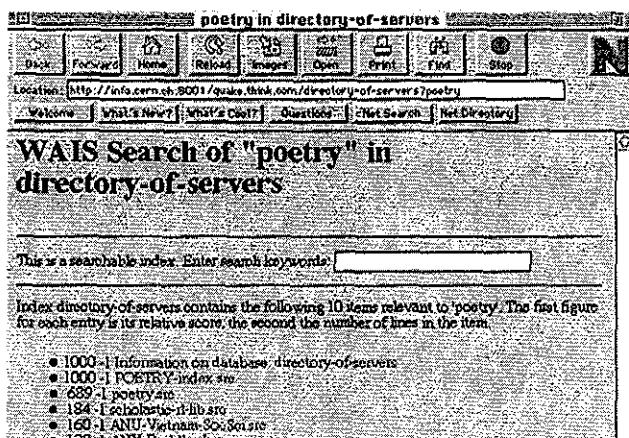 poetry in directory-of-servers
Back Forward Home Reload Images Open Print Find Stop
N
Location: http://info.cern.ch:8001/quake.think.com/directory-of-servers?poetry
Welcome What's New? What's Cool? Questions Net Search Net Directory
WAIS Search of "poetry" in
directory-of-servers
This is a searchable index. Enter search keywords:
Index directory-of-servers contains the following 10 items relevant to 'poetry'. The first figure
for each entry is its relative score, the second the number of lines in the item.
1000 -1 Information on database: directory-of-servers
1000 -1 POETRY-index.src
689 -1 poetry.src
184 -1 scholastic-rl-lib.src
160 -1 ANU-Vietnam-SocSci.src